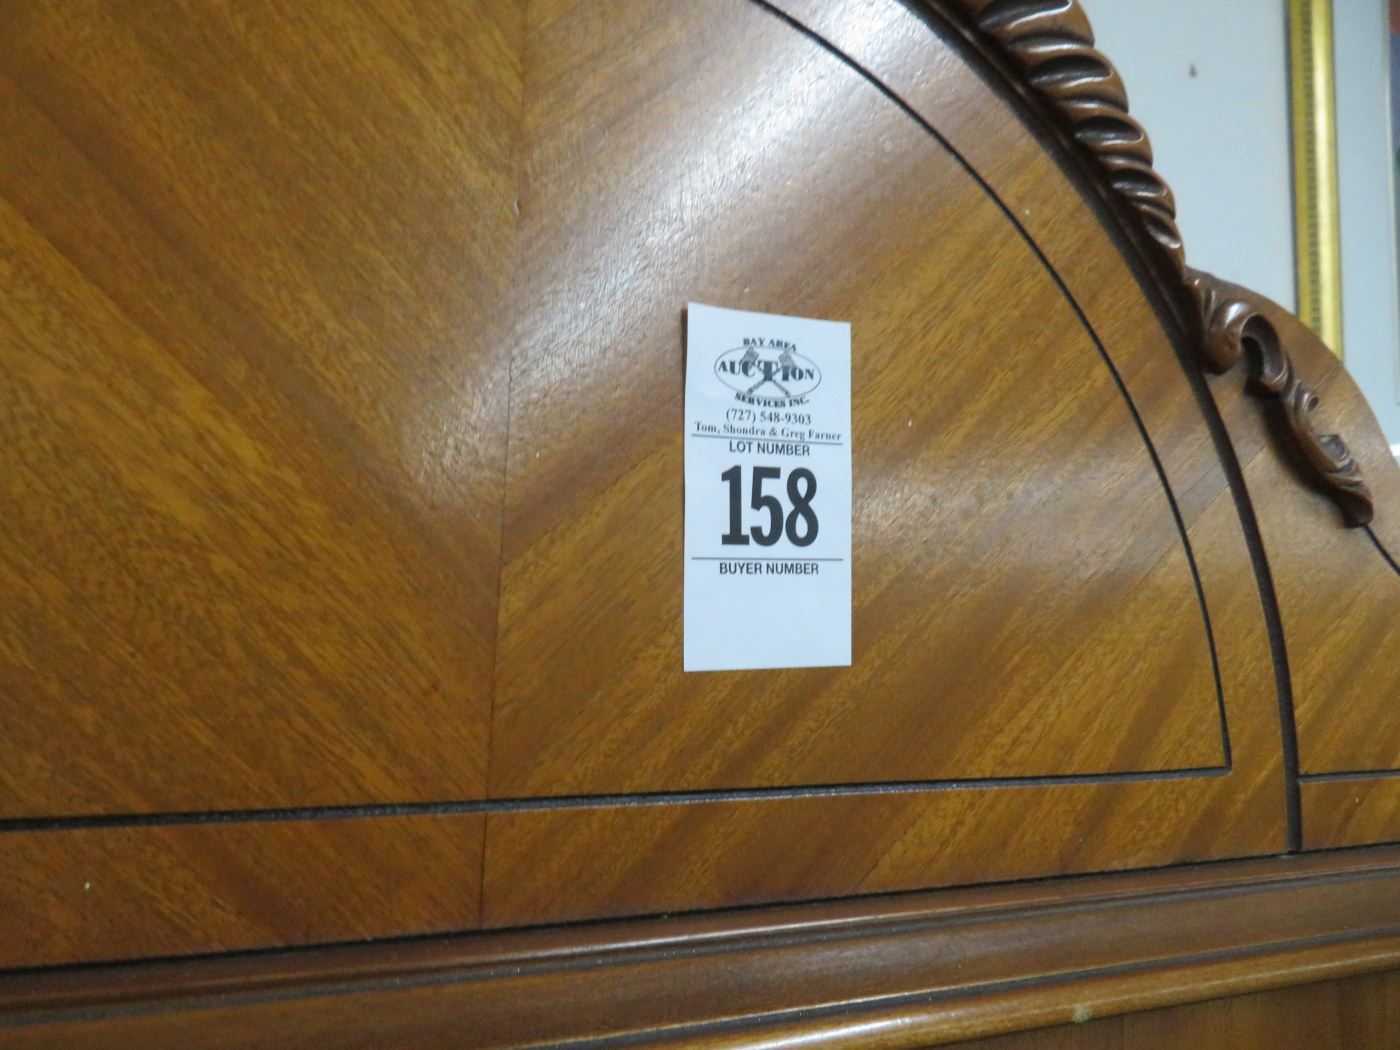 BAY AREA
AUCTION
SERVICES INC.
(727) 548-9303
Tom, Shondra & Greg Farner
LOT NUMBER
158
BUYER NUMBER